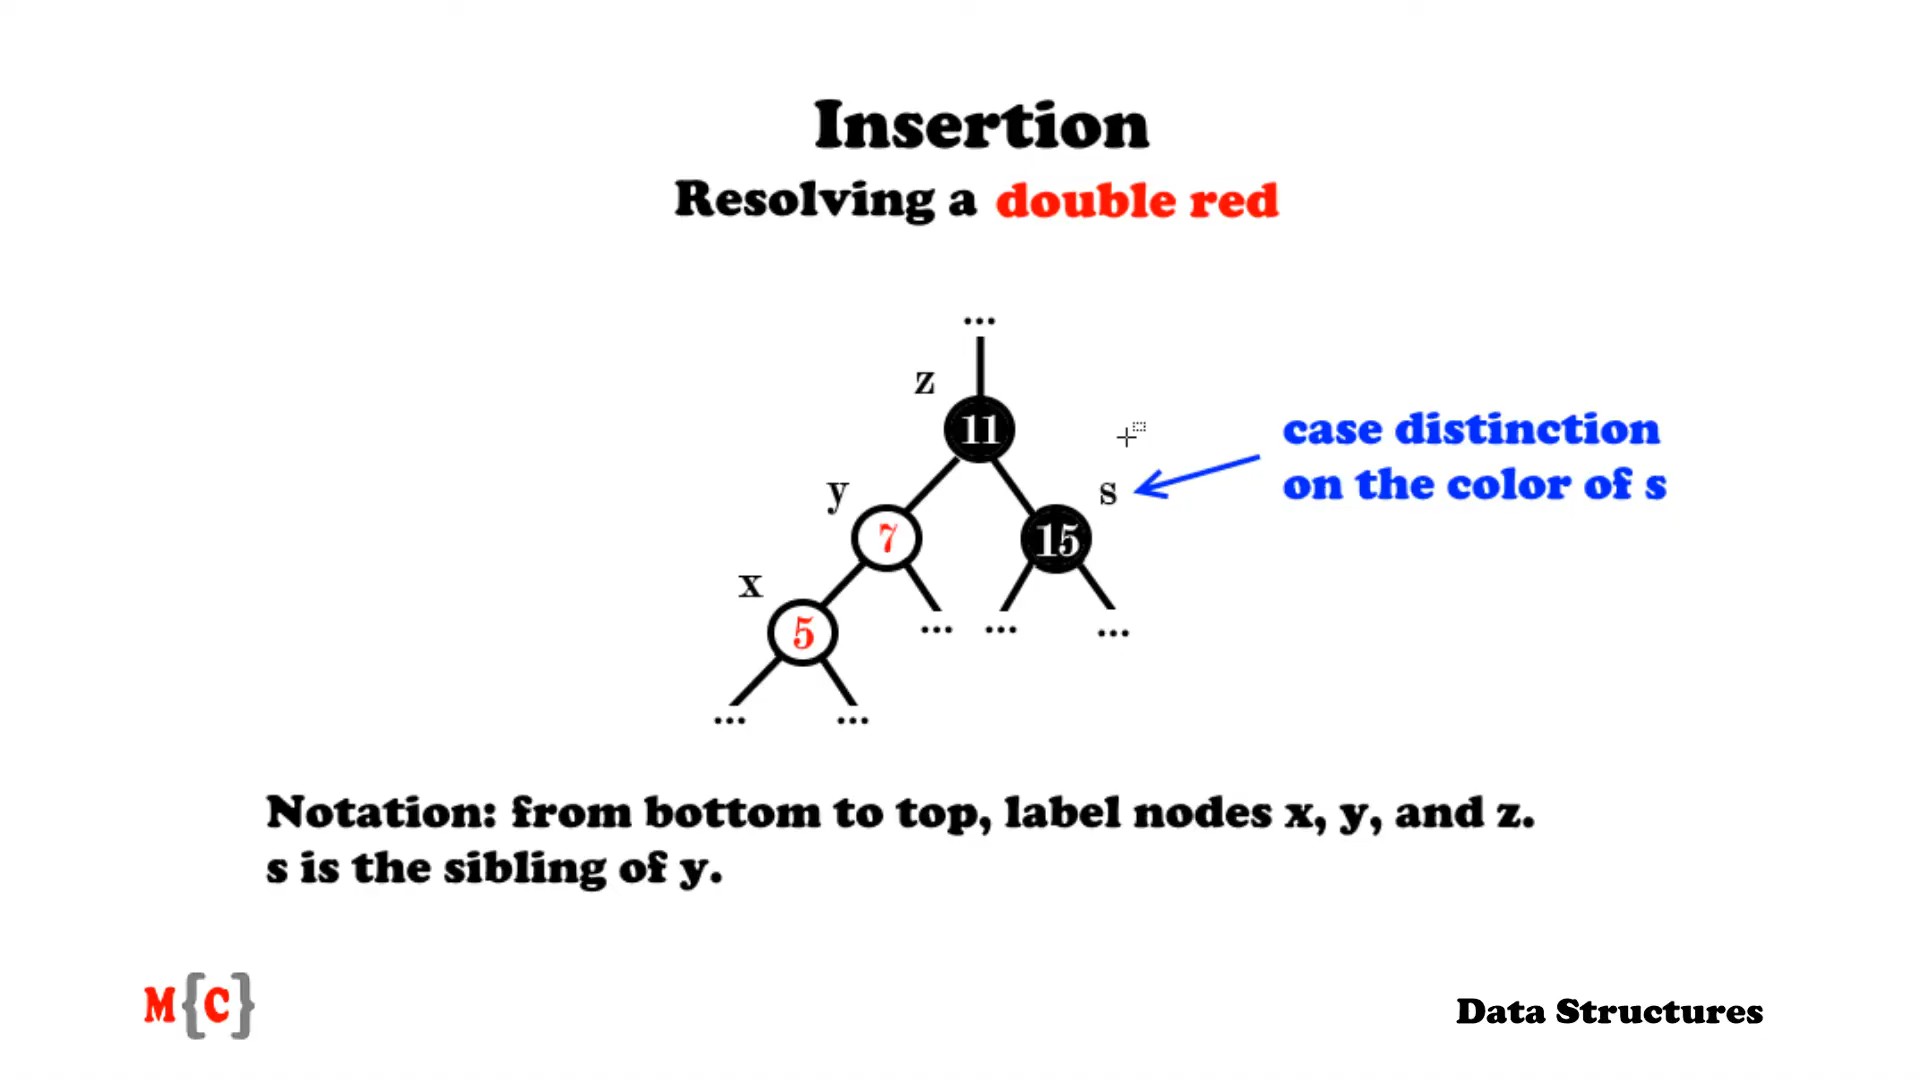 Insertion
Resolving a double red
...
z
11
case distinction
on the color of s
y
s
7
15
x
5
... ... ...
... ...
Notation: from bottom to top, label nodes x, y, and z.
s is the sibling of y.
M{C}
Data Structures